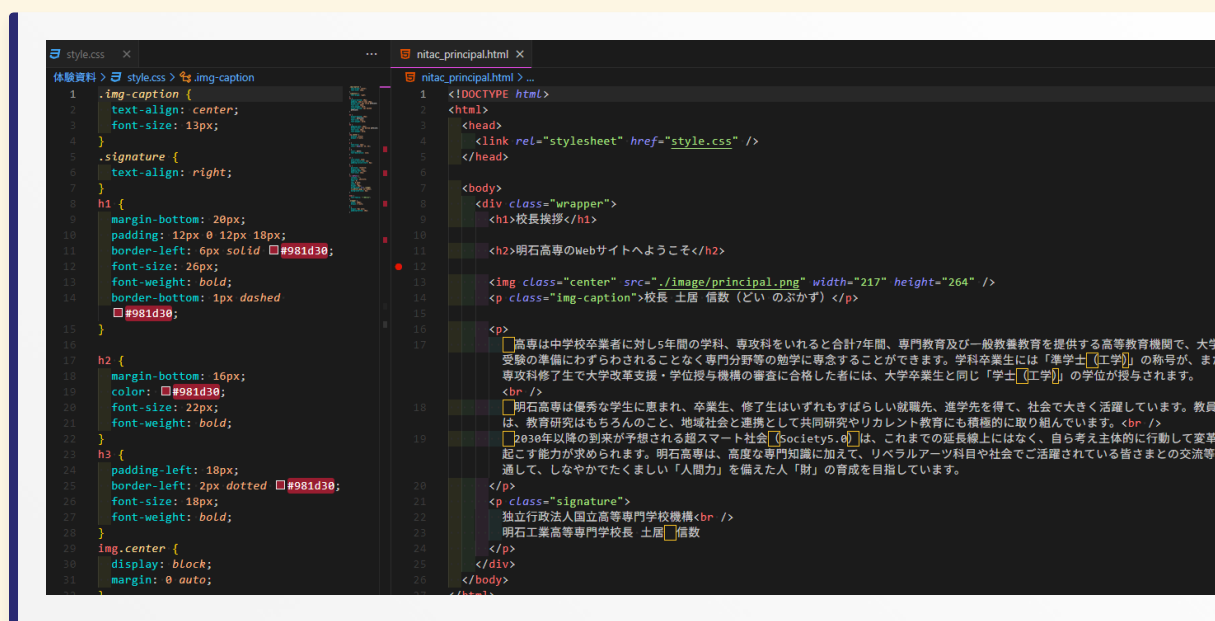 style.css × ···
体験資料 > style.css > .img-caption
1 .img-caption {
2 text-align: center;
3 font-size: 13px;
4 }
5 .signature {
6 text-align: right;
7 }
8 h1 {
9 margin-bottom: 20px;
10 padding: 12px 0 12px 18px;
11 border-left: 6px solid #981d30;
12 font-size: 26px;
13 font-weight: bold;
14 border-bottom: 1px dashed
#981d30;
15 }
16
17 h2 {
18 margin-bottom: 16px;
19 color: #981d30;
20 font-size: 22px;
21 font-weight: bold;
22 }
23 h3 {
24 padding-left: 18px;
25 border-left: 2px dotted #981d30;
26 font-size: 18px;
27 font-weight: bold;
28 }
29 img.center {
30 display: block;
31 margin: 0 auto;
nitac_principal.html ×
nitac_principal.html > ...
1 <!DOCTYPE html>
2 <html>
3 <head>
4 <link rel="stylesheet" href="style.css" />
5 </head>
6
7 <body>
8 <div class="wrapper">
9 <h1>校長挨拶</h1>
10
11 <h2>明石高専のWebサイトへようこそ</h2>
12
13 <img class="center" src="./image/principal.png" width="217" height="264" />
14 <p class="img-caption">校長 土居 信数（どい のぶかず）</p>
15
16 <p>
17 　高専は中学校卒業者に対し5年間の学科、専攻科をいれると合計7年間、専門教育及び一般教養教育を提供する高等教育機関で、大学
受験の準備にわずらわされることなく専門分野等の勉学に専念することができます。学科卒業生には「準学士（工学）」の称号が、また
専攻科修了生で大学改革支援・学位授与機構の審査に合格した者には、大学卒業生と同じ「学士（工学）」の学位が授与されます。
<br />
18 　明石高専は優秀な学生に恵まれ、卒業生、修了生はいずれもすばらしい就職先、進学先を得て、社会で大きく活躍しています。教員
は、教育研究はもちろんのこと、地域社会と連携として共同研究やリカレント教育にも積極的に取り組んでいます。<br />
19 　2030年以降の到来が予想される超スマート社会（Society5.0）は、これまでの延長線上にはなく、自ら考え主体的に行動して変革
起こす能力が求められます。明石高専は、高度な専門知識に加えて、リベラルアーツ科目や社会でご活躍されている皆さまとの交流等
通して、しなやかでたくましい「人間力」を備えた人「財」の育成を目指しています。
20 </p>
21 <p class="signature">
22 独立行政法人国立高等専門学校機構<br />
23 明石工業高等専門学校長 土居　信数
24 </p>
25 </div>
26 </body>